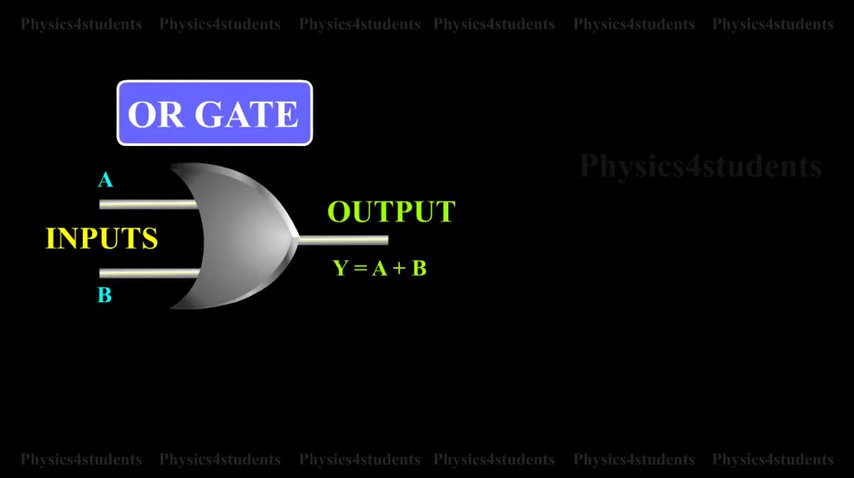 Physics4students Physics4students Physics4students Physics4students Physics4students Physics4students
OR GATE
Physics4students
A
OUTPUT
INPUTS
Y = A + B
B
Physics4students Physics4students Physics4students Physics4students Physics4students Physics4students